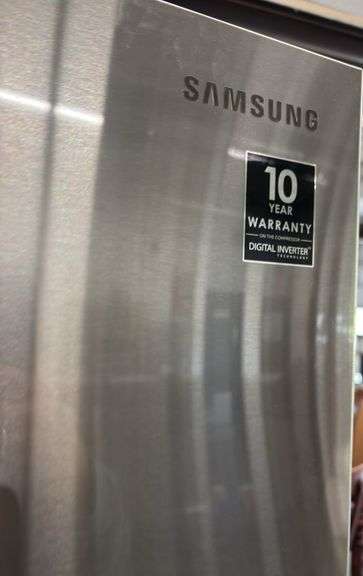 SAMSUNG
10
YEAR
WARRANTY
ON THE COMPRESSOR
DIGITAL INVERTER
TECHNOLOGY